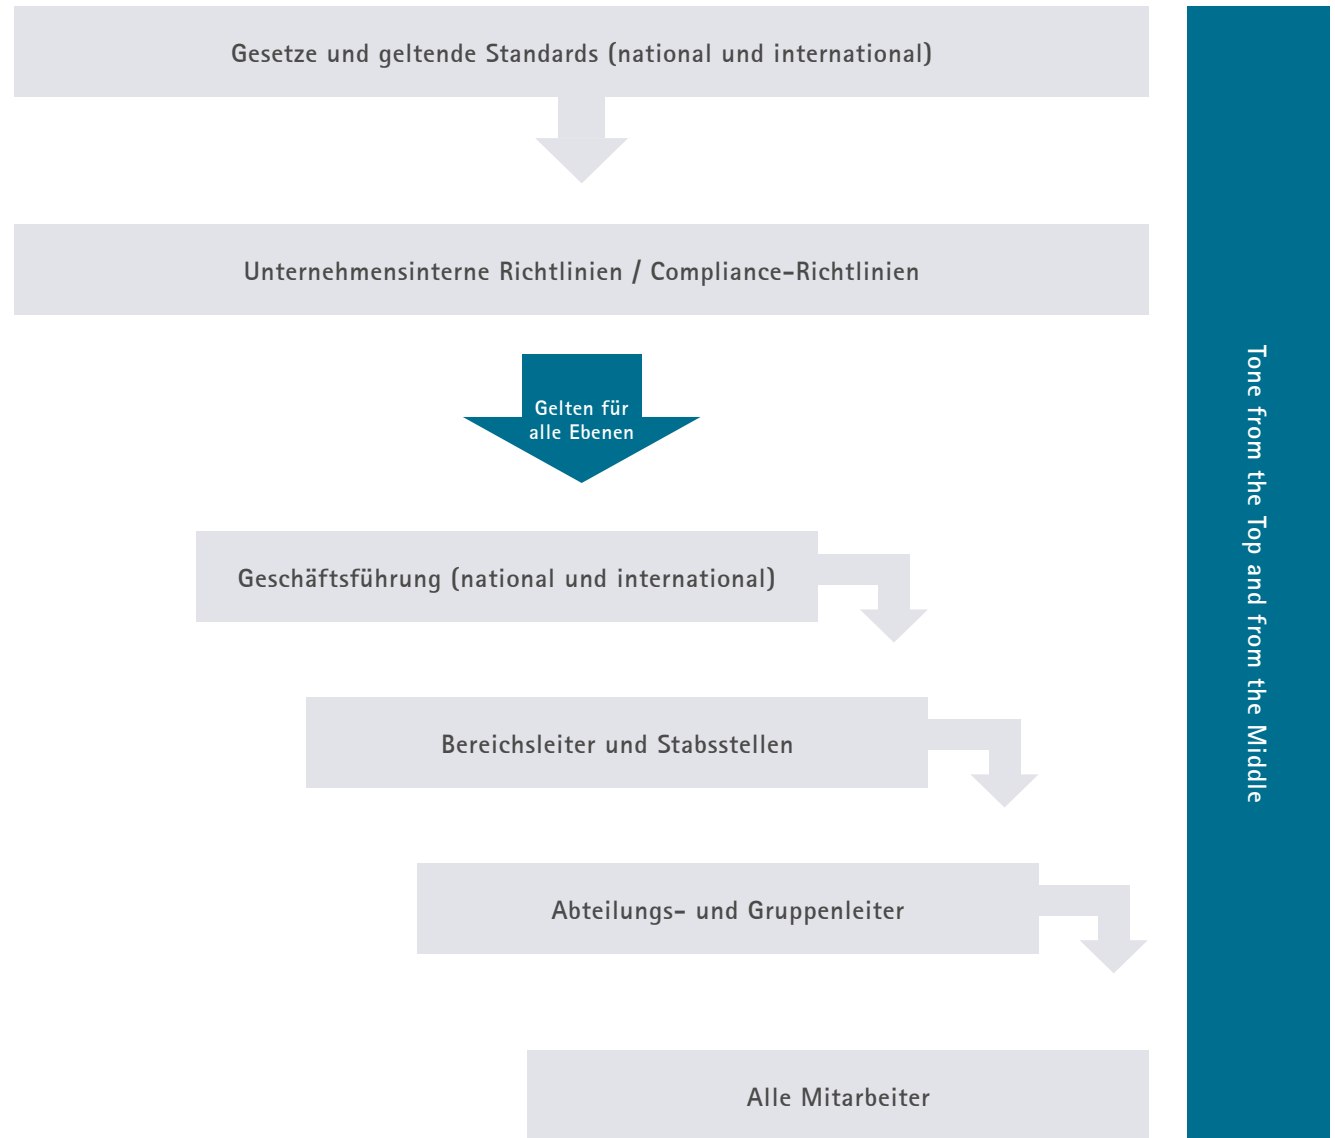 Gesetze und geltende Standards (national und international)
Unternehmensinterne Richtlinien / Compliance-Richtlinien
Gelten für
alle Ebenen
Geschäftsführung (national und international)
Bereichsleiter und Stabsstellen
Abteilungs- und Gruppenleiter
Alle Mitarbeiter
Tone from the Top and from the Middle